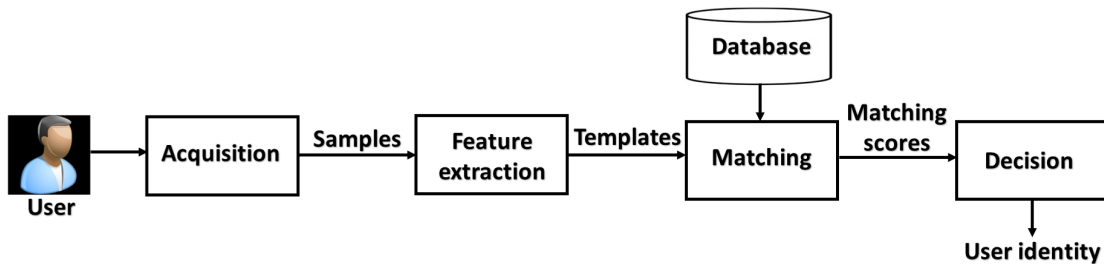 Database
User
Acquisition
Samples
Feature
extraction
Templates
Matching
Matching
scores
Decision
User identity